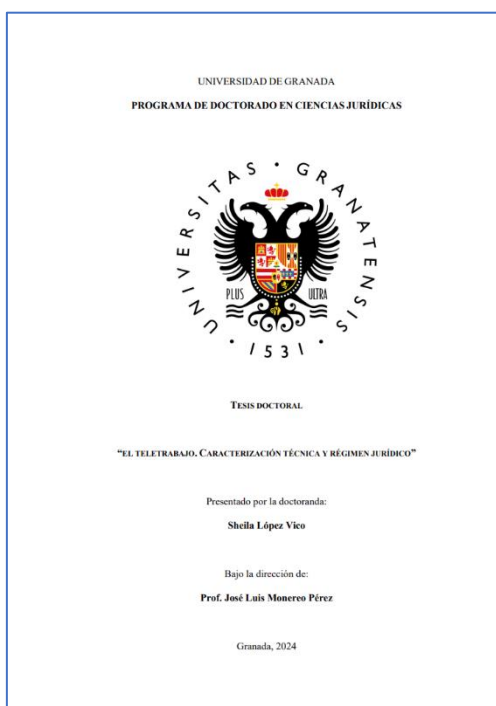 UNIVERSIDAD DE GRANADA
PROGRAMA DE DOCTORADO EN CIENCIAS JURÍDICAS
UNIVERSITAS · GRANATENSIS · 1531 ·
PLUS ULTRA
TESIS DOCTORAL
“EL TELETRABAJO. CARACTERIZACIÓN TÉCNICA Y RÉGIMEN JURÍDICO”
Presentado por la doctoranda:
Sheila López Vico
Bajo la dirección de:
Prof. José Luis Monereo Pérez
Granada, 2024